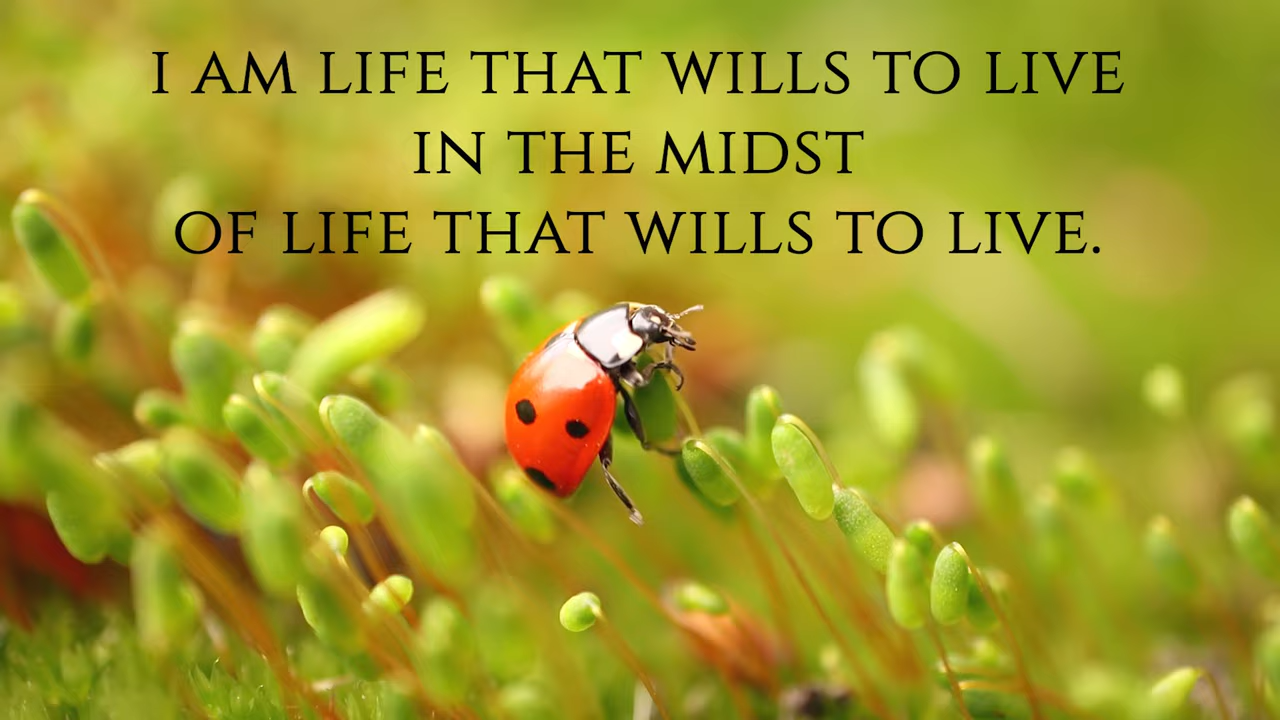 I AM LIFE THAT WILLS TO LIVE
IN THE MIDST
OF LIFE THAT WILLS TO LIVE.